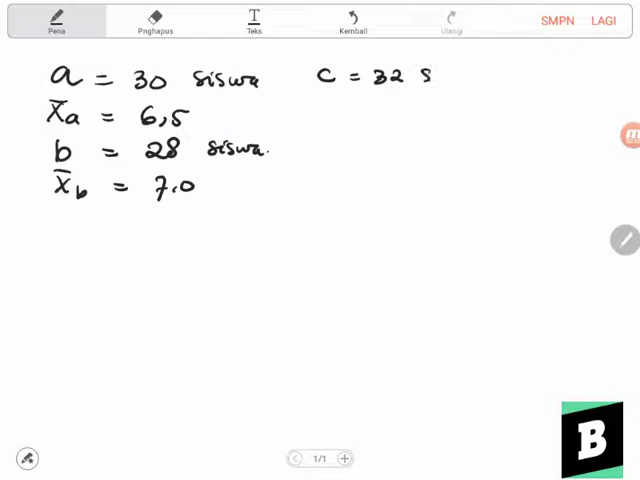 SMPN LAGI
Pena Pnghapus Teks Kembali Ulangi
a = 30 siswa c = 32 s
x̄a = 6,5
b = 28 siswa.
x̄b = 7.0
1/1
B